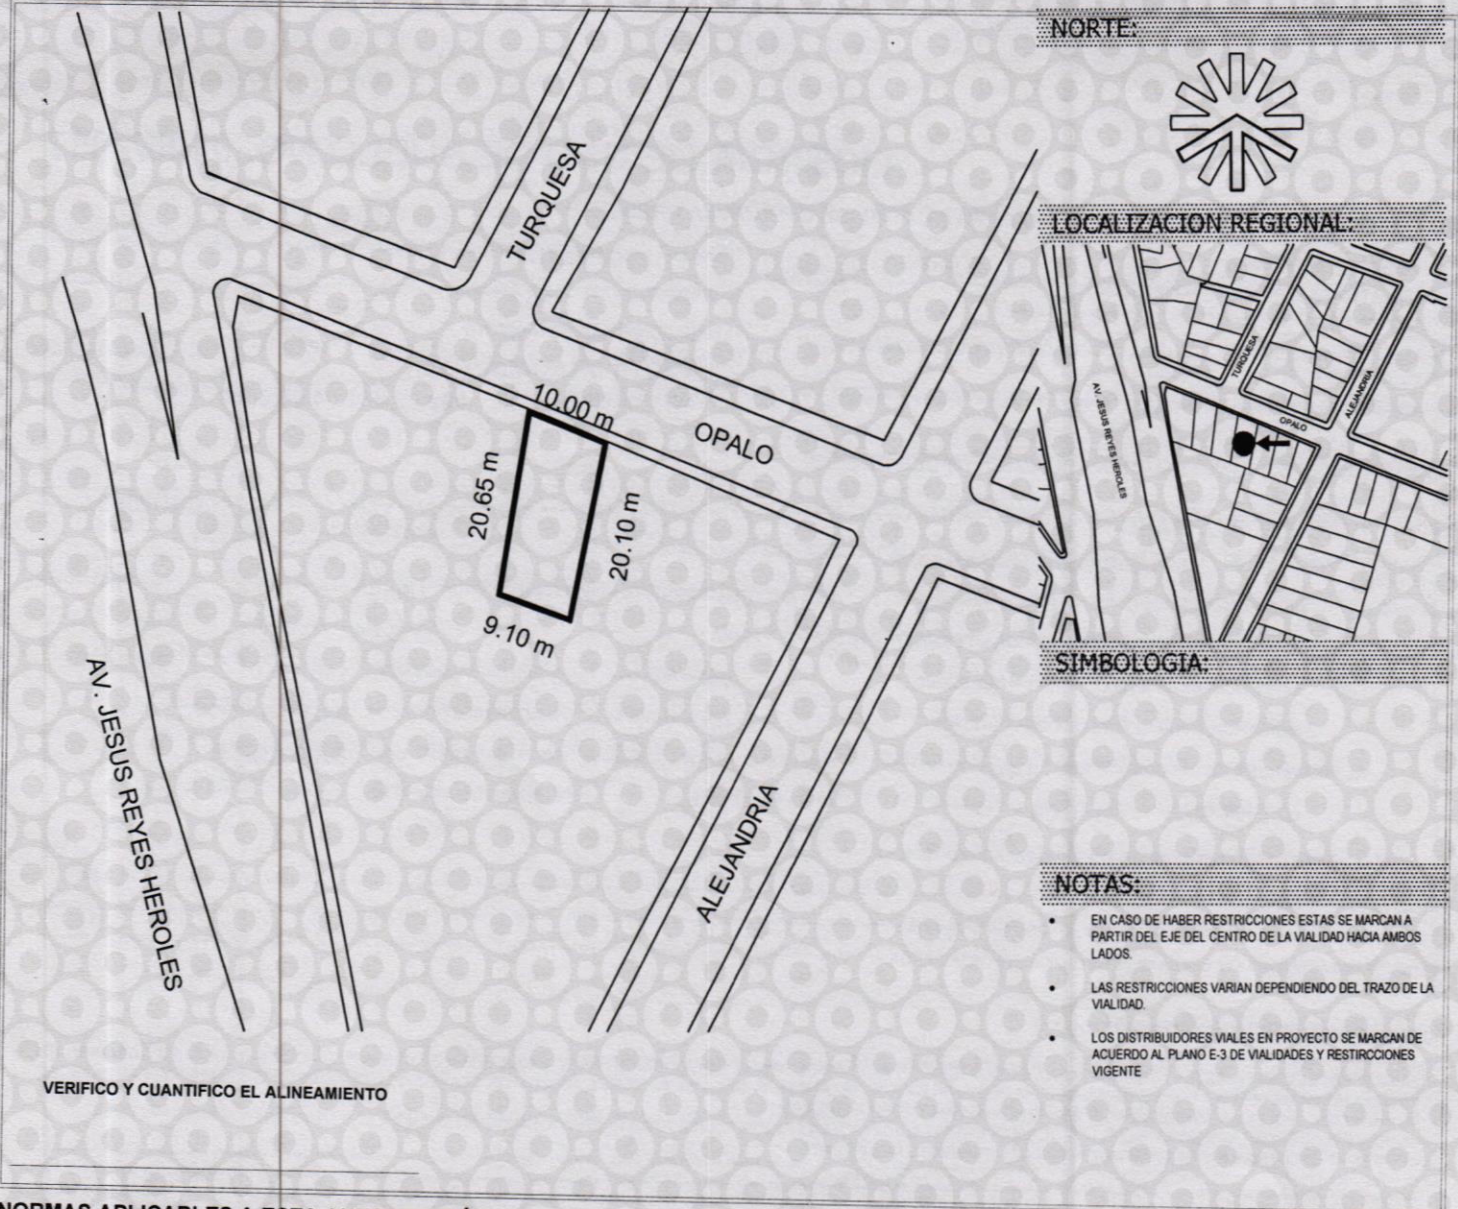 NORTE:
LOCALIZACION REGIONAL:
TURQUESA
ALEJANDRIA
OPALO
AV. JESUS REYES HEROLES
SIMBOLOGIA:
NOTAS:
• EN CASO DE HABER RESTRICCIONES ESTAS SE MARCAN A
PARTIR DEL EJE DEL CENTRO DE LA VIALIDAD HACIA AMBOS
LADOS.
• LAS RESTRICCIONES VARIAN DEPENDIENDO DEL TRAZO DE LA
VIALIDAD.
• LOS DISTRIBUIDORES VIALES EN PROYECTO SE MARCAN DE
ACUERDO AL PLANO E-3 DE VIALIDADES Y RESTIRCCIONES
VIGENTE
TURQUESA
10.00 m
OPALO
20.65 m
20.10 m
9.10 m
AV. JESUS REYES HEROLES
ALEJANDRIA
VERIFICO Y CUANTIFICO EL ALINEAMIENTO
NORMAS APLICABLES A